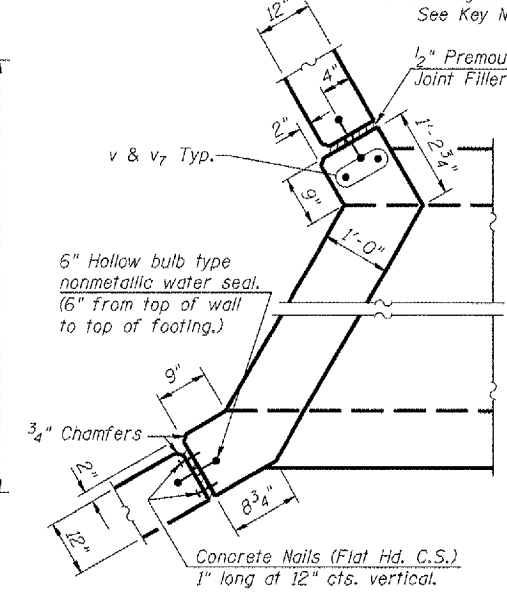 See Key
12"
1/2"
Joint Filler
4"
2"
v & v7 Typ.
1'-2 3/4"
9"
1'-0"
6" Hollow bulb type
nonmetallic water seal.
(6" from top of wall
to top of footing.)
9"
3/4" Chamfers
2"
8 3/4"
12"
Concrete Nails (Flat Hd. C.S.)
1" long at 12" cts. vertical.